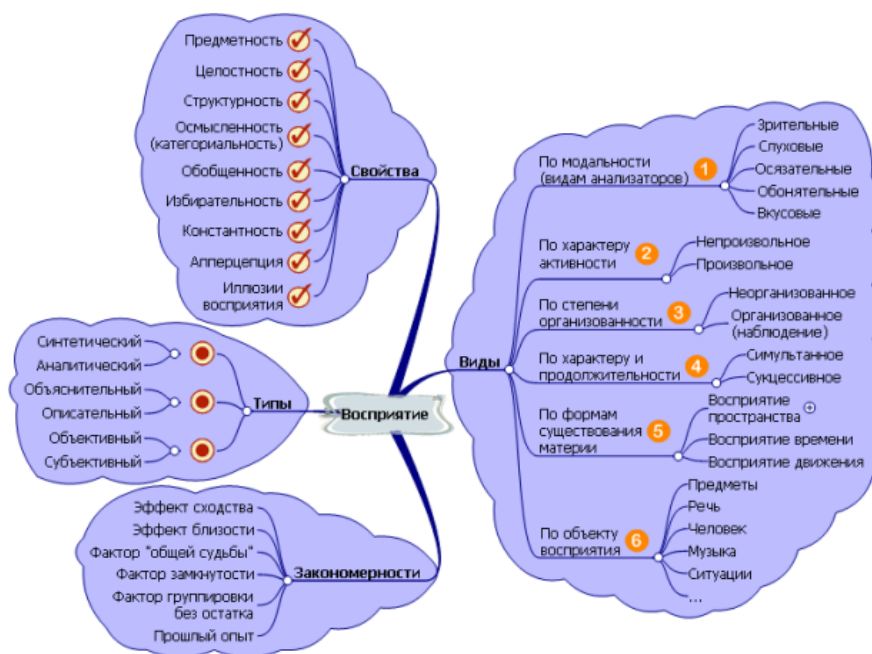 Предметность
Целостность
Структурность
Осмысленность
(категориальность)
Обобщенность
Избирательность
Константность
Апперцепция
Иллюзии
восприятия
Свойства
Синтетический
Аналитический
Объяснительный
Описательный
Объективный
Субъективный
Типы
Восприятие
Эффект сходства
Эффект близости
Фактор "общей судьбы"
Фактор замкнутости
Фактор группировки
без остатка
Прошлый опыт
Закономерности
Виды
По модальности
(видам анализаторов) 1
Зрительные
Слуховые
Осязательные
Обонятельные
Вкусовые
По характеру
активности 2
Непроизвольное
Произвольное
По степени
организованности 3
Неорганизованное
Организованное
(наблюдение)
По характеру и
продолжительности 4
Симультанное
Сукцессивное
По формам
существования
материи 5
Восприятие
пространства
Восприятие времени
Восприятие движения
По объекту
восприятия 6
Предметы
Речь
Человек
Музыка
Ситуации
...